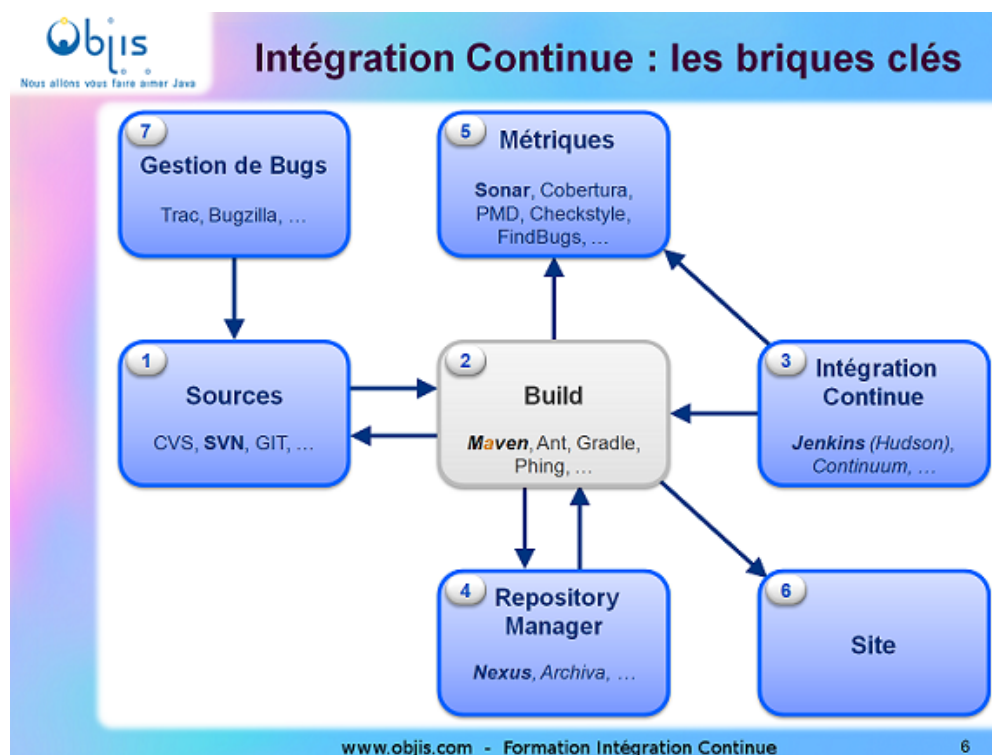 Objis
Nous allons vous faire aimer Java
Intégration Continue : les briques clés
7
Gestion de Bugs
Trac, Bugzilla, ...
5
Métriques
Sonar, Cobertura,
PMD, Checkstyle,
FindBugs, ...
1
Sources
CVS, SVN, GIT, ...
2
Build
Maven, Ant, Gradle,
Phing, ...
3
Intégration
Continue
Jenkins (Hudson),
Continuum, ...
4
Repository
Manager
Nexus, Archiva, ...
6
Site
www.objis.com - Formation Intégration Continue
6